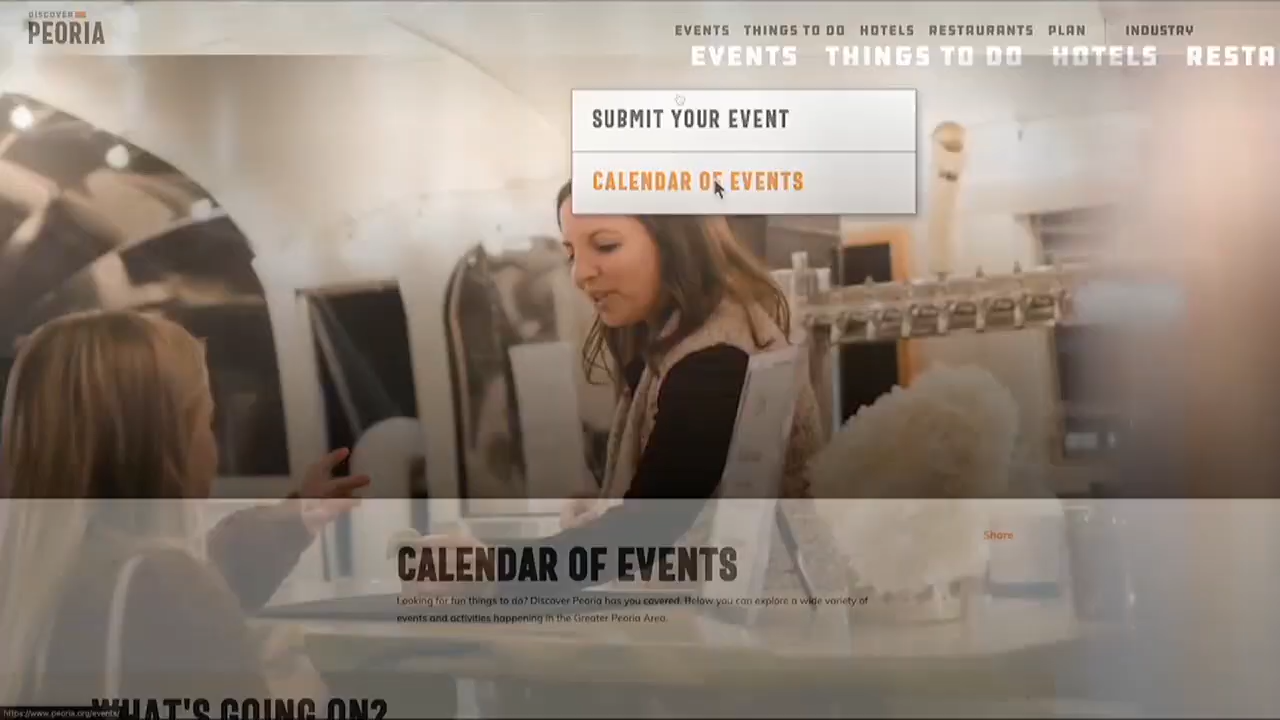 DISCOVER
PEORIA
EVENTS THINGS TO DO HOTELS RESTAURANTS PLAN INDUSTRY
EVENTS THINGS TO DO HOTELS RESTA
SUBMIT YOUR EVENT
CALENDAR OF EVENTS
Share
CALENDAR OF EVENTS
Looking for fun things to do? Discover Peoria has you covered. Below you can explore a wide variety of
events and activities happening in the Greater Peoria Area.
WHAT'S GOING ON?
https://www.peoria.org/events/